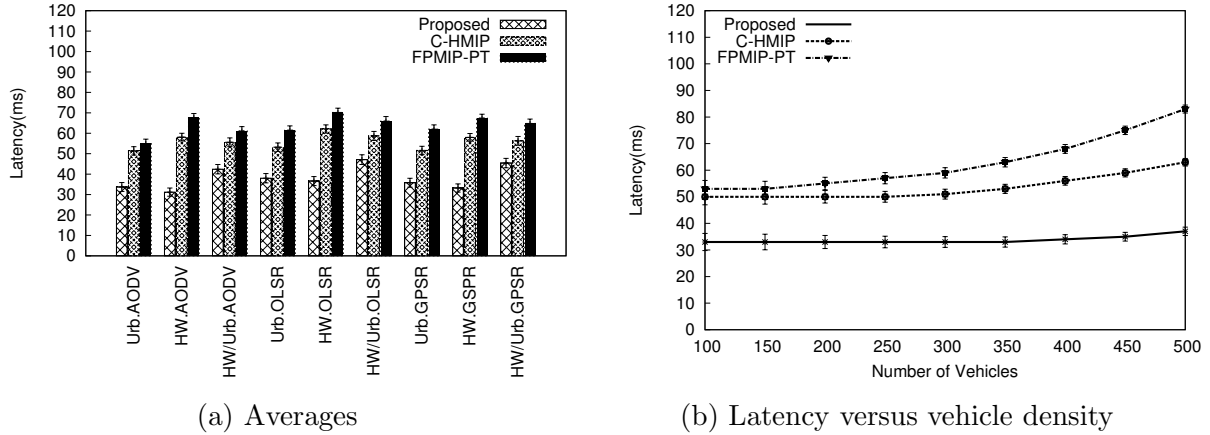 120
110
100
90
80
70
60
50
40
30
20
10
0
Latency(ms)
Proposed
C-HMIP
FPMIP-PT
Urb.AODV
HW.AODV
HW/Urb.AODV
Urb.OLSR
HW.OLSR
HW/Urb.OLSR
Urb.GPSR
HW.GSPR
HW/Urb.GPSR
(a) Averages
120
110
100
90
80
70
60
50
40
30
20
10
0
Latency(ms)
Proposed
C-HMIP
FPMIP-PT
100 150 200 250 300 350 400 450 500
Number of Vehicles
(b) Latency versus vehicle density